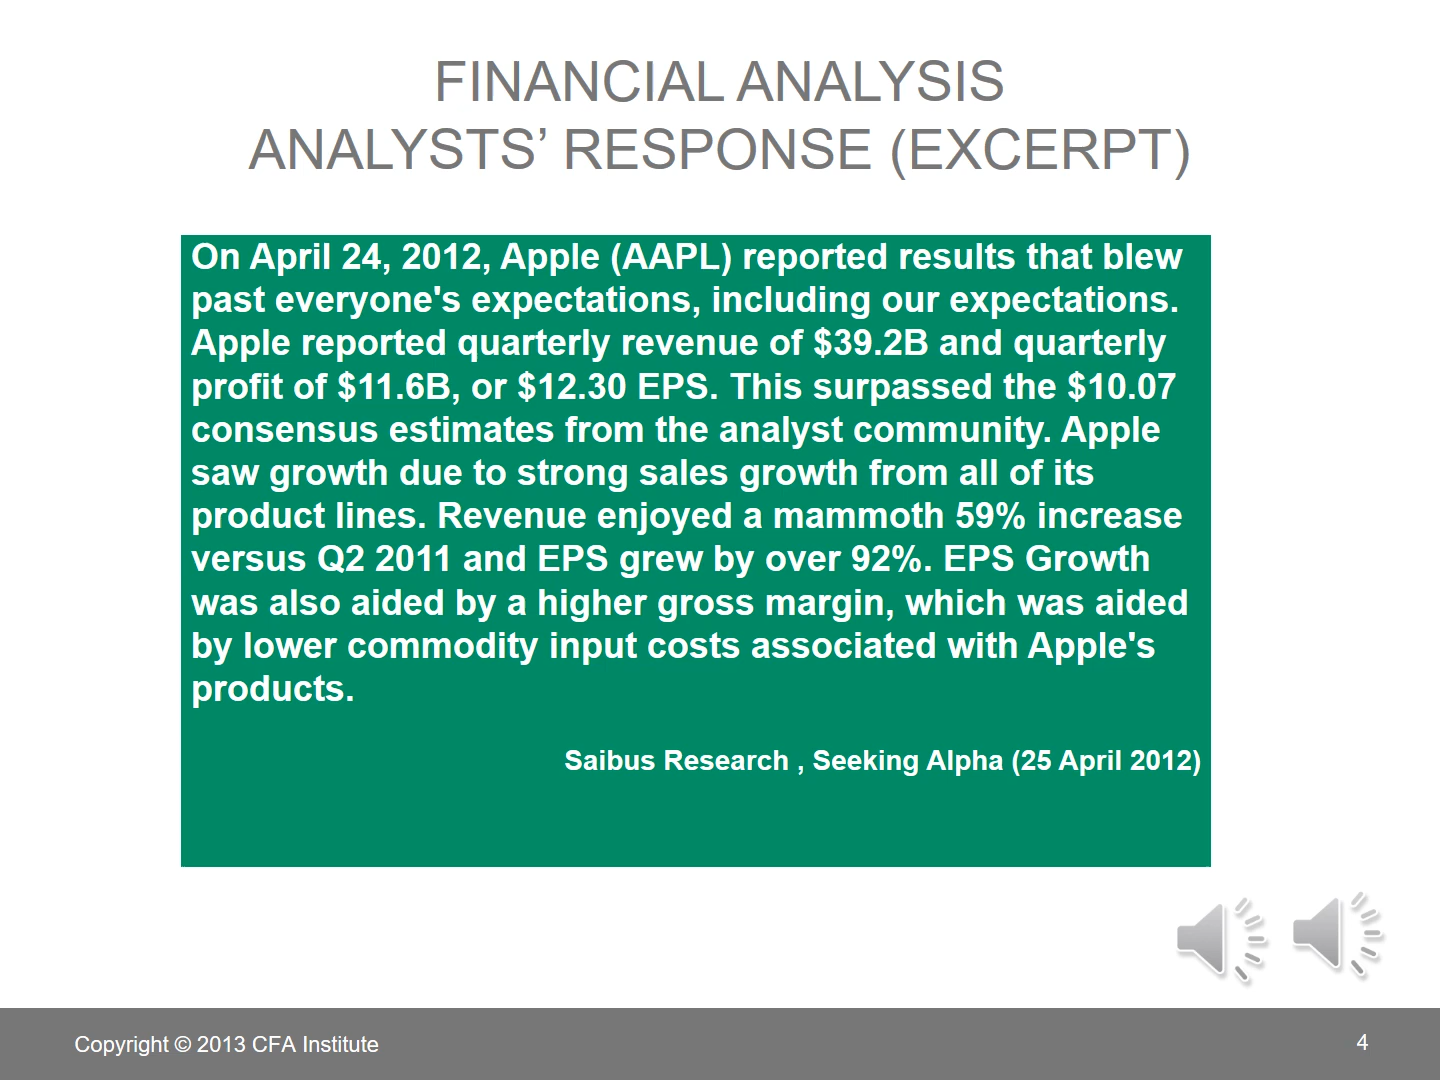 FINANCIAL ANALYSIS
ANALYSTS’ RESPONSE (EXCERPT)
On April 24, 2012, Apple (AAPL) reported results that blew
past everyone's expectations, including our expectations.
Apple reported quarterly revenue of $39.2B and quarterly
profit of $11.6B, or $12.30 EPS. This surpassed the $10.07
consensus estimates from the analyst community. Apple
saw growth due to strong sales growth from all of its
product lines. Revenue enjoyed a mammoth 59% increase
versus Q2 2011 and EPS grew by over 92%. EPS Growth
was also aided by a higher gross margin, which was aided
by lower commodity input costs associated with Apple's
products.
Saibus Research , Seeking Alpha (25 April 2012)
Copyright © 2013 CFA Institute
4